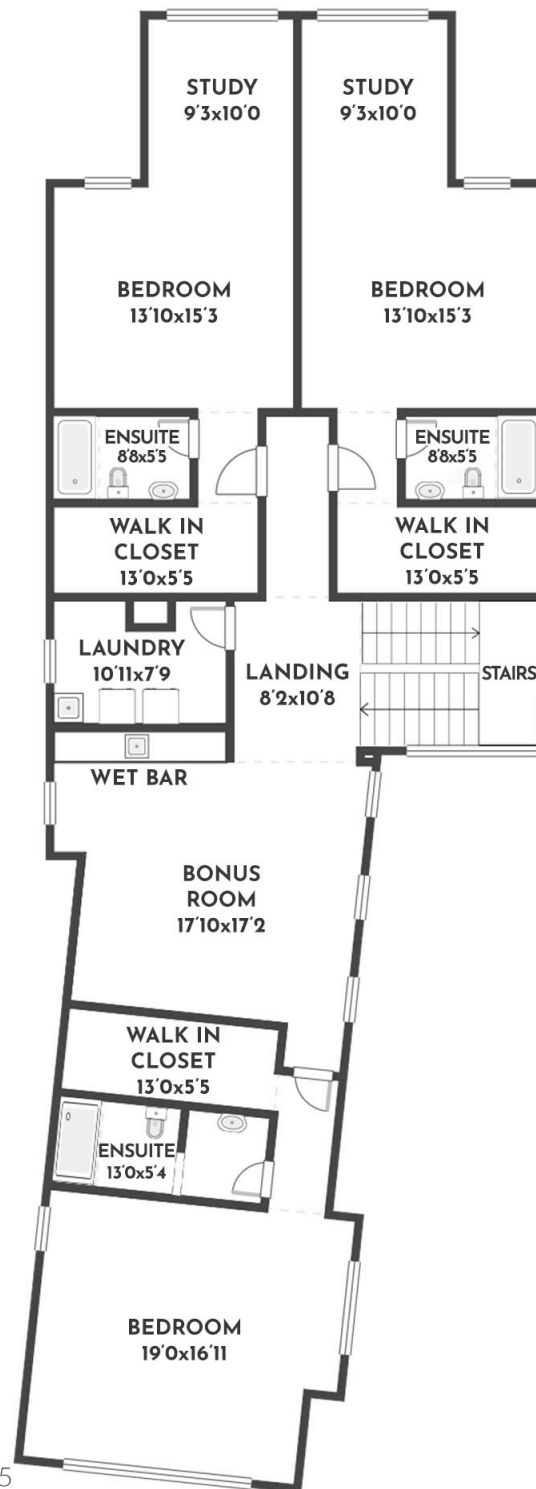 STUDY
9'3x10'0
STUDY
9'3x10'0
BEDROOM
13'10x15'3
BEDROOM
13'10x15'3
ENSUITE
8'8x5'5
ENSUITE
8'8x5'5
WALK IN
CLOSET
13'0x5'5
WALK IN
CLOSET
13'0x5'5
LAUNDRY
10'11x7'9
LANDING
8'2x10'8
STAIRS
WET BAR
BONUS
ROOM
17'10x17'2
WALK IN
CLOSET
13'0x5'5
ENSUITE
13'0x5'4
BEDROOM
19'0x16'11
5